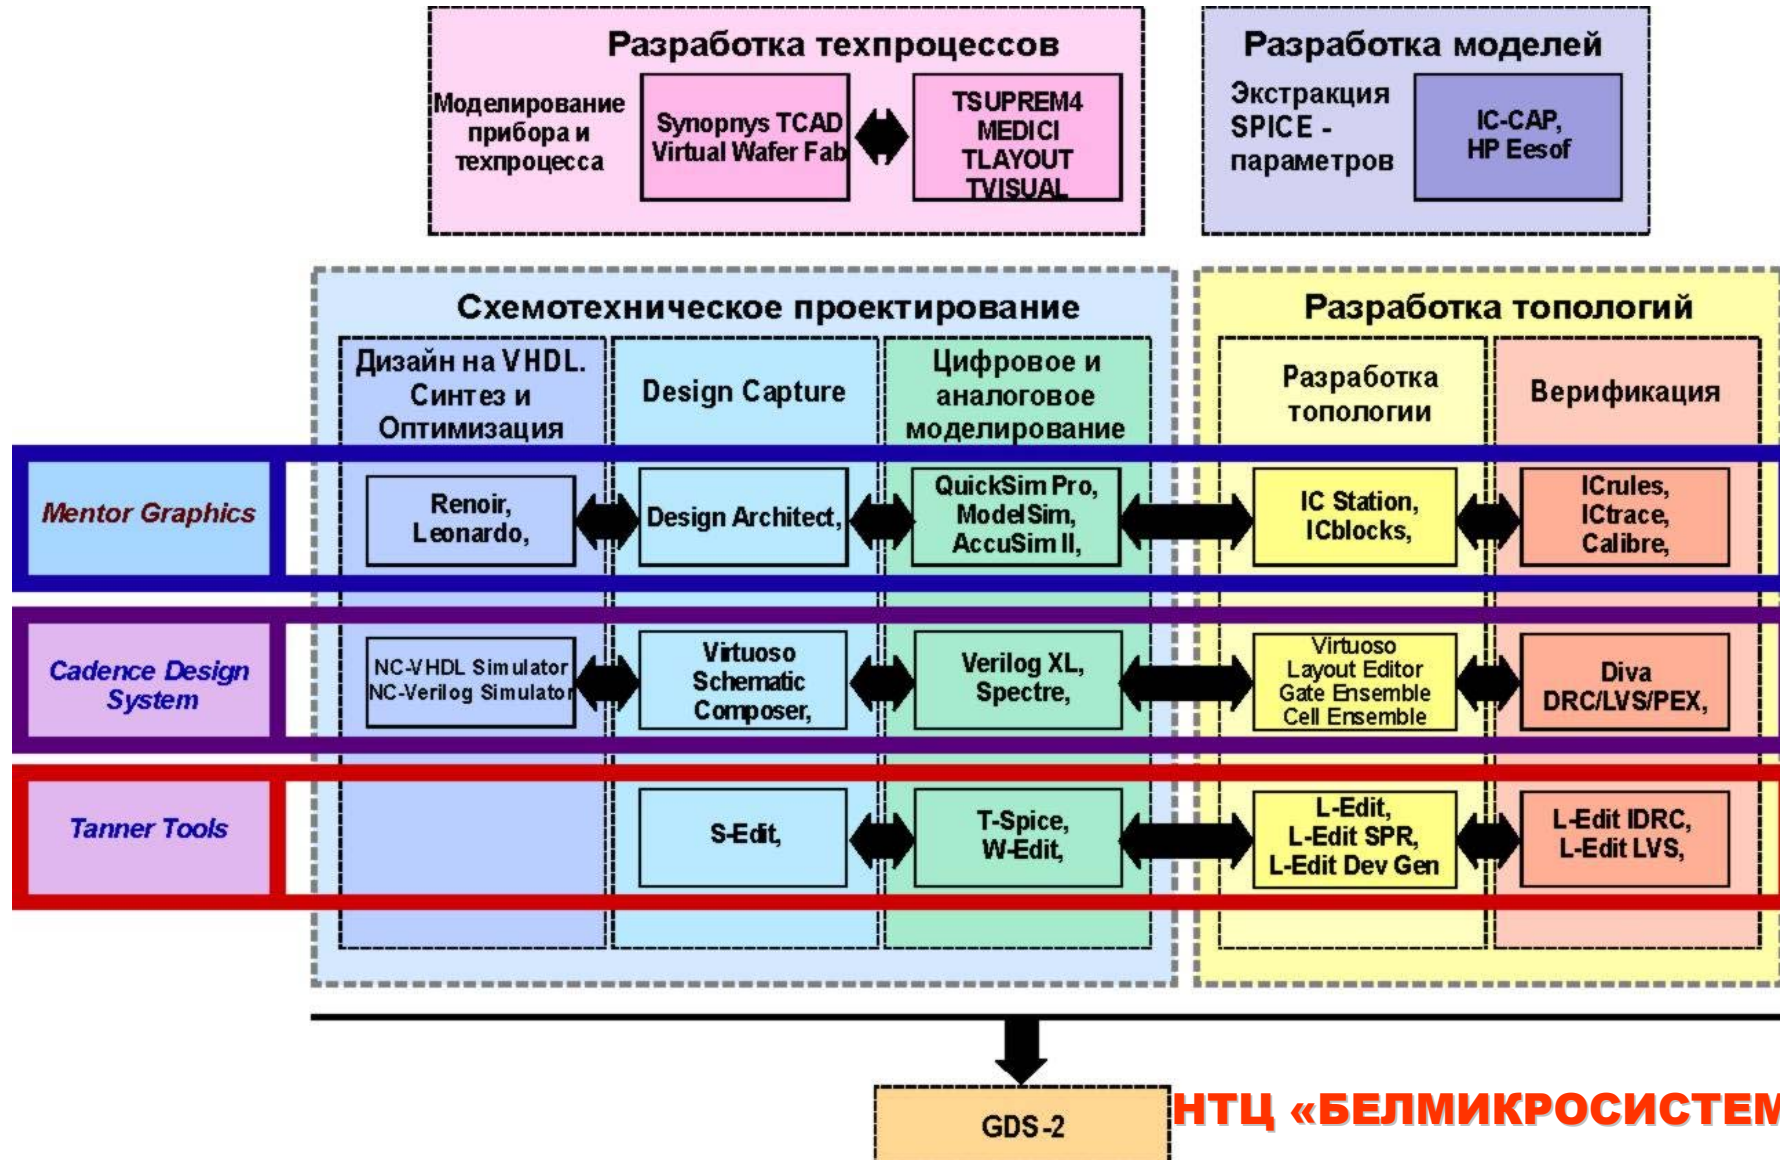 Разработка техпроцессов
Моделирование
прибора и
техпроцесса
Synopnys TCAD
Virtual Wafer Fab
TSUPREM4
MEDICI
TLAYOUT
TVISUAL
Разработка моделей
Экстракция
SPICE -
параметров
IC-CAP,
HP Eesof
Схемотехническое проектирование
Дизайн на VHDL.
Синтез и
Оптимизация
Design Capture
Цифровое и
аналоговое
моделирование
Разработка топологий
Разработка
топологии
Верификация
Mentor Graphics
Renoir,
Leonardo,
Design Architect,
QuickSim Pro,
ModelSim,
AccuSim II,
IC Station,
ICblocks,
ICrules,
ICtrace,
Calibre,
Cadence Design
System
NC-VHDL Simulator
NC-Verilog Simulator
Virtuoso
Schematic
Composer,
Verilog XL,
Spectre,
Virtuoso
Layout Editor
Gate Ensemble
Cell Ensemble
Diva
DRC/LVS/PEX,
Tanner Tools
S-Edit,
T-Spice,
W-Edit,
L-Edit,
L-Edit SPR,
L-Edit Dev Gen
L-Edit IDRC,
L-Edit LVS,
GDS-2
НТЦ «БЕЛМИКРОСИСТЕМ